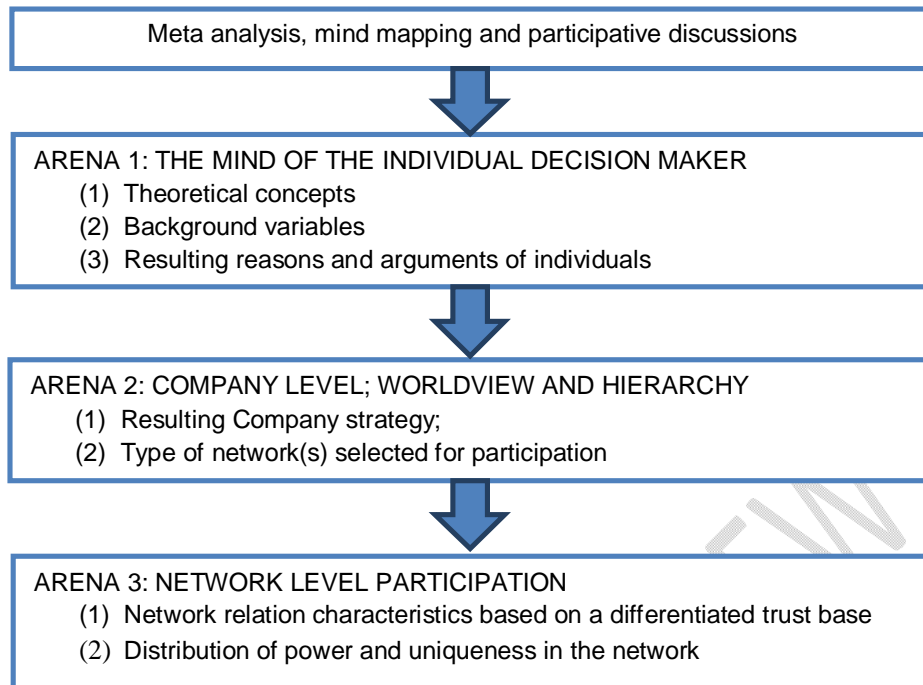 Meta analysis, mind mapping and participative discussions
ARENA 1: THE MIND OF THE INDIVIDUAL DECISION MAKER
(1) Theoretical concepts
(2) Background variables
(3) Resulting reasons and arguments of individuals
ARENA 2: COMPANY LEVEL; WORLDVIEW AND HIERARCHY
(1) Resulting Company strategy;
(2) Type of network(s) selected for participation
ARENA 3: NETWORK LEVEL PARTICIPATION
(1) Network relation characteristics based on a differentiated trust base
(2) Distribution of power and uniqueness in the network